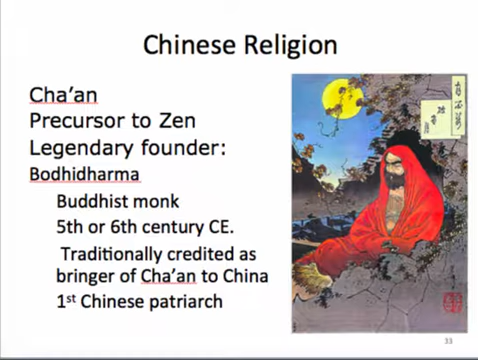 Chinese Religion
Cha’an
Precursor to Zen
Legendary founder:
Bodhidharma
Buddhist monk
5th or 6th century CE.
Traditionally credited as
bringer of Cha’an to China
1st Chinese patriarch
33